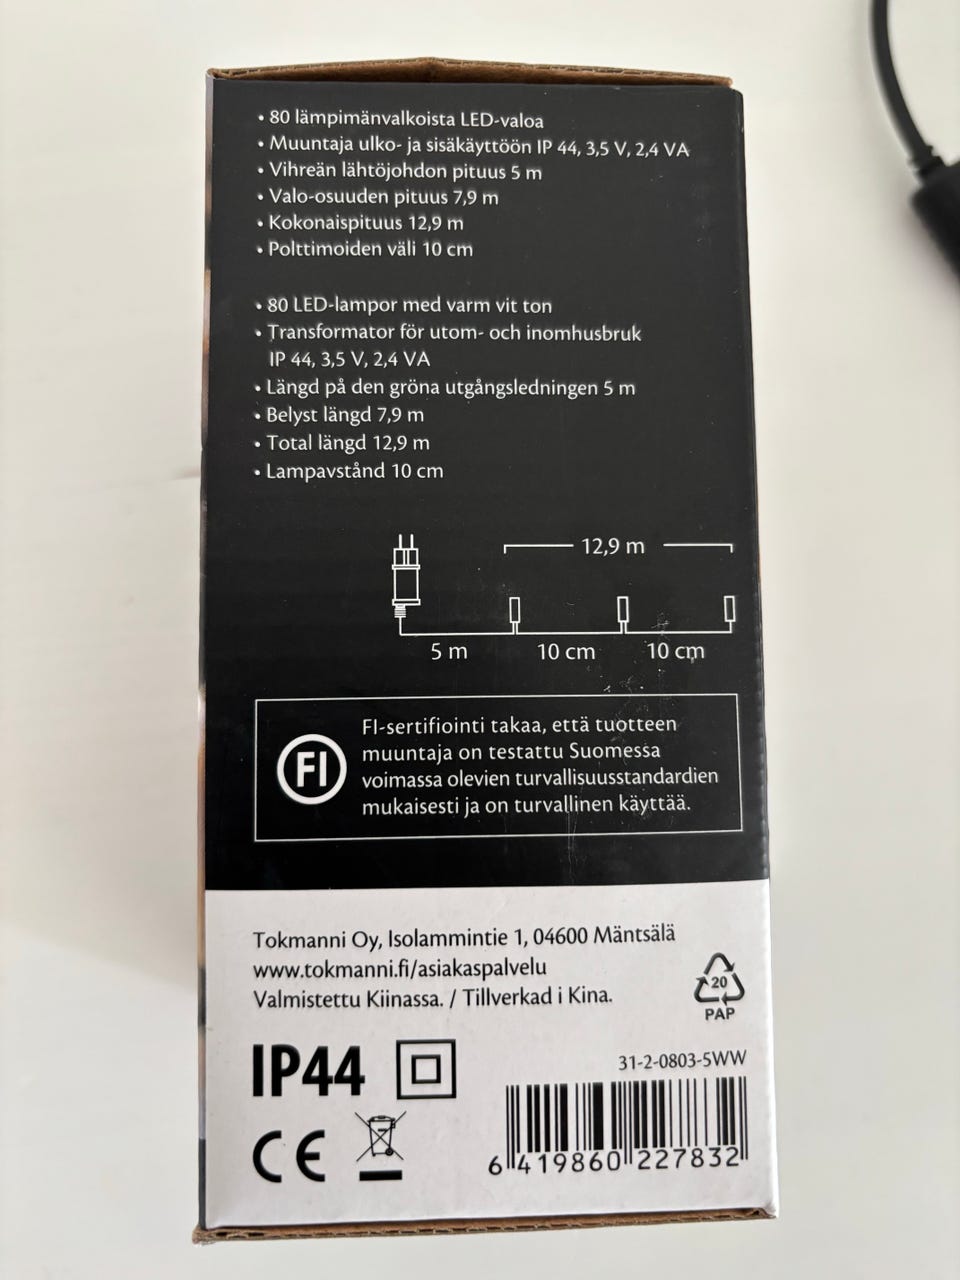 • 80 lämpimänvalkoista LED-valoa
• Muuntaja ulko- ja sisäkäyttöön IP 44, 3,5 V, 2,4 VA
• Vihreän lähtöjohdon pituus 5 m
• Valo-osuuden pituus 7,9 m
• Kokonaispituus 12,9 m
• Polttimoiden väli 10 cm
• 80 LED-lampor med varm vit ton
• Transformator för utom- och inomhusbruk
IP 44, 3,5 V, 2,4 VA
• Längd på den gröna utgångsledningen 5 m
• Belyst längd 7,9 m
• Total längd 12,9 m
• Lampavstånd 10 cm
12,9 m
5 m 10 cm 10 cm
FI
FI-sertifiointi takaa, että tuotteen
muuntaja on testattu Suomessa
voimassa olevien turvallisuusstandardien
mukaisesti ja on turvallinen käyttää.
Tokmanni Oy, Isolammintie 1, 04600 Mäntsälä
www.tokmanni.fi/asiakaspalvelu
Valmistettu Kiinassa. / Tillverkad i Kina.
20
PAP
IP44
31-2-0803-5WW
CE
6 419860 227832